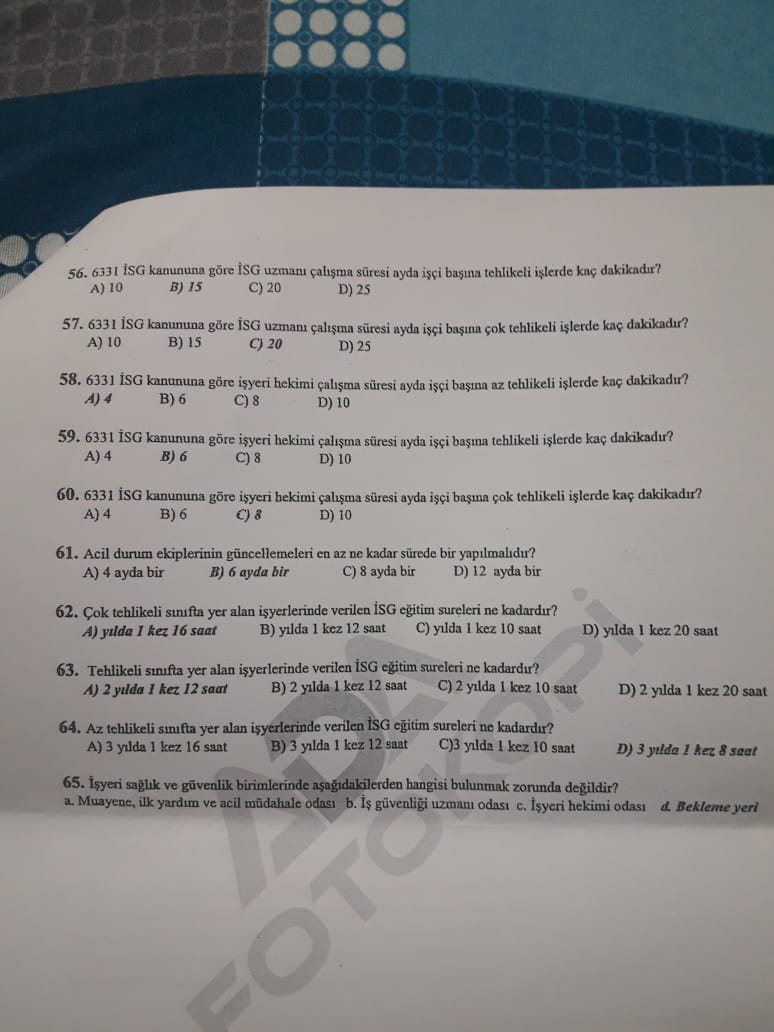 56. 6331 İSG kanununa göre İSG uzmanı çalışma süresi ayda işçi başına tehlikeli işlerde kaç dakikadır?
A) 10 B) 15 C) 20 D) 25
57. 6331 İSG kanununa göre İSG uzmanı çalışma süresi ayda işçi başına çok tehlikeli işlerde kaç dakikadır?
A) 10 B) 15 C) 20 D) 25
58. 6331 İSG kanununa göre işyeri hekimi çalışma süresi ayda işçi başına az tehlikeli işlerde kaç dakikadır?
A) 4 B) 6 C) 8 D) 10
59. 6331 İSG kanununa göre işyeri hekimi çalışma süresi ayda işçi başına tehlikeli işlerde kaç dakikadır?
A) 4 B) 6 C) 8 D) 10
60. 6331 İSG kanununa göre işyeri hekimi çalışma süresi ayda işçi başına çok tehlikeli işlerde kaç dakikadır?
A) 4 B) 6 C) 8 D) 10
61. Acil durum ekiplerinin güncellemeleri en az ne kadar sürede bir yapılmalıdır?
A) 4 ayda bir B) 6 ayda bir C) 8 ayda bir D) 12 ayda bir
62. Çok tehlikeli sınıfta yer alan işyerlerinde verilen İSG eğitim sureleri ne kadardır?
A) yılda 1 kez 16 saat B) yılda 1 kez 12 saat C) yılda 1 kez 10 saat D) yılda 1 kez 20 saat
63. Tehlikeli sınıfta yer alan işyerlerinde verilen İSG eğitim sureleri ne kadardır?
A) 2 yılda 1 kez 12 saat B) 2 yılda 1 kez 12 saat C) 2 yılda 1 kez 10 saat D) 2 yılda 1 kez 20 saat
64. Az tehlikeli sınıfta yer alan işyerlerinde verilen İSG eğitim sureleri ne kadardır?
A) 3 yılda 1 kez 16 saat B) 3 yılda 1 kez 12 saat C)3 yılda 1 kez 10 saat D) 3 yılda 1 kez 8 saat
65. İşyeri sağlık ve güvenlik birimlerinde aşağıdakilerden hangisi bulunmak zorunda değildir?
a. Muayene, ilk yardım ve acil müdahale odası b. İş güvenliği uzmanı odası c. İşyeri hekimi odası d. Bekleme yeri
ADA
FOTOKOPİ